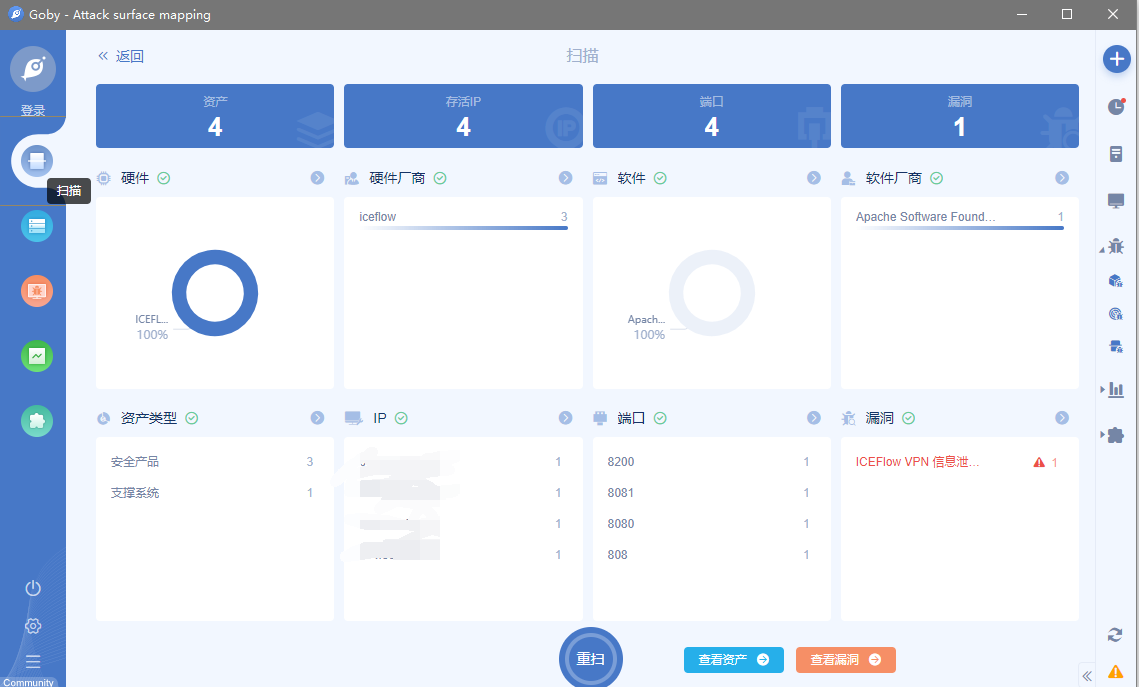 Goby - Attack surface mapping
登录
扫描
Community
返回
扫描
资产
4
存活IP
4
端口
4
漏洞
1
硬件
ICEFL...
100%
硬件厂商
iceflow 3
软件
Apach...
100%
软件厂商
Apache Software Found... 1
资产类型
安全产品 3
支撑系统 1
IP
1
1
1
1
端口
8200 1
8081 1
8080 1
808 1
漏洞
ICEFlow VPN 信息泄... 1
重扫
查看资产
查看漏洞